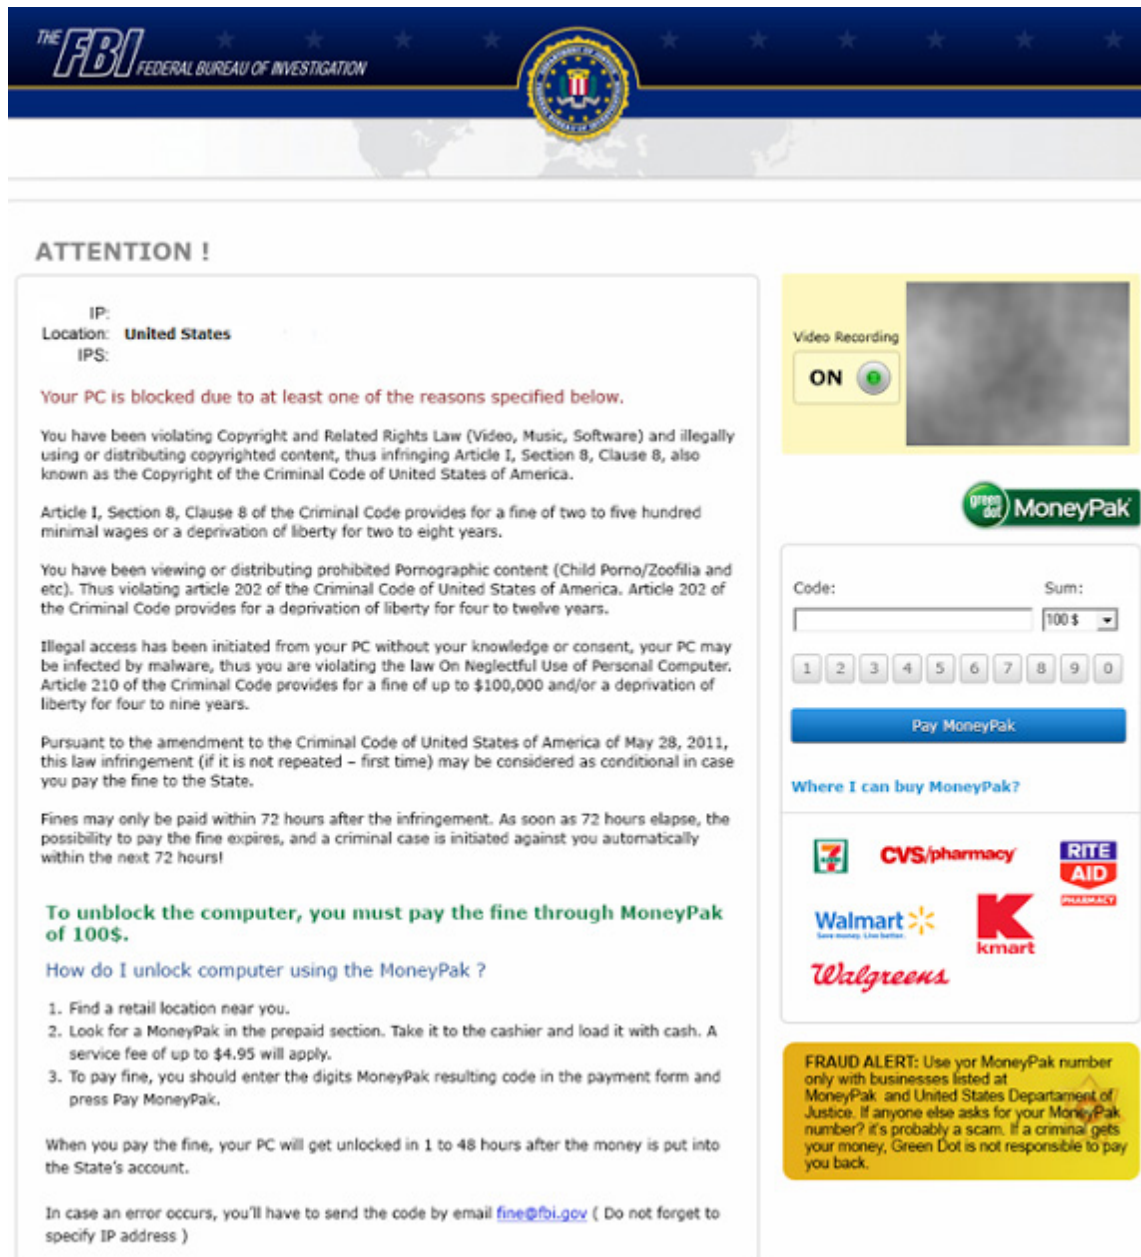 THE FBI FEDERAL BUREAU OF INVESTIGATION
ATTENTION !
IP:
Location: United States
IPS:
Your PC is blocked due to at least one of the reasons specified below.
You have been violating Copyright and Related Rights Law (Video, Music, Software) and illegally
using or distributing copyrighted content, thus infringing Article I, Section 8, Clause 8, also
known as the Copyright of the Criminal Code of United States of America.
Article I, Section 8, Clause 8 of the Criminal Code provides for a fine of two to five hundred
minimal wages or a deprivation of liberty for two to eight years.
You have been viewing or distributing prohibited Pornographic content (Child Porno/Zoofilia and
etc). Thus violating article 202 of the Criminal Code of United States of America. Article 202 of
the Criminal Code provides for a deprivation of liberty for four to twelve years.
Illegal access has been initiated from your PC without your knowledge or consent, your PC may
be infected by malware, thus you are violating the law On Neglectful Use of Personal Computer.
Article 210 of the Criminal Code provides for a fine of up to $100,000 and/or a deprivation of
liberty for four to nine years.
Pursuant to the amendment to the Criminal Code of United States of America of May 28, 2011,
this law infringement (if it is not repeated – first time) may be considered as conditional in case
you pay the fine to the State.
Fines may only be paid within 72 hours after the infringement. As soon as 72 hours elapse, the
possibility to pay the fine expires, and a criminal case is initiated against you automatically
within the next 72 hours!
To unblock the computer, you must pay the fine through MoneyPak
of 100$.
How do I unlock computer using the MoneyPak ?
1. Find a retail location near you.
2. Look for a MoneyPak in the prepaid section. Take it to the cashier and load it with cash. A
service fee of up to $4.95 will apply.
3. To pay fine, you should enter the digits MoneyPak resulting code in the payment form and
press Pay MoneyPak.
When you pay the fine, your PC will get unlocked in 1 to 48 hours after the money is put into
the State's account.
In case an error occurs, you'll have to send the code by email fine@fbi.gov ( Do not forget to
specify IP address )
Video Recording
ON
green dot MoneyPak
Code: Sum:
100 $
1 2 3 4 5 6 7 8 9 0
Pay MoneyPak
Where I can buy MoneyPak?
CVS/pharmacy
RITE
AID
PHARMACY
Walmart
Save money. Live better.
K
kmart
Walgreens
FRAUD ALERT: Use yor MoneyPak number
only with businesses listed at
MoneyPak and United States Departament of
Justice. If anyone else asks for your MoneyPak
number? it's probably a scam. If a criminal gets
your money, Green Dot is not responsible to pay
you back.